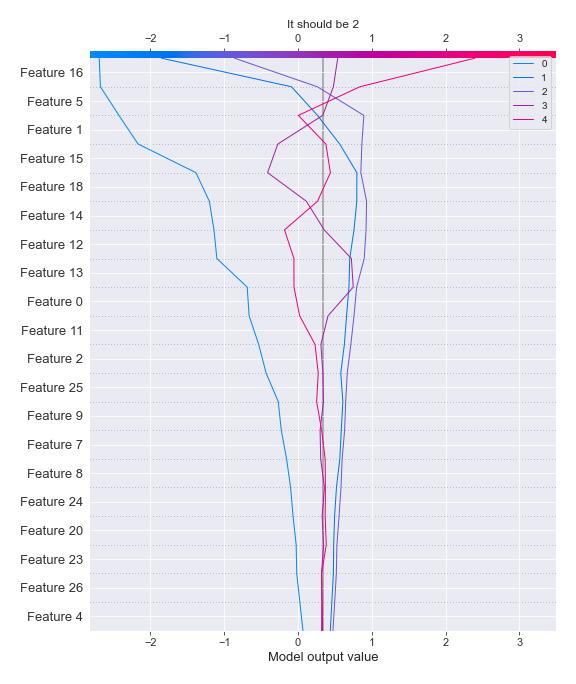 It should be 2
−2 −1 0 1 2 3
0
1
2
3
4
Feature 16
Feature 5
Feature 1
Feature 15
Feature 18
Feature 14
Feature 12
Feature 13
Feature 0
Feature 11
Feature 2
Feature 25
Feature 9
Feature 7
Feature 8
Feature 24
Feature 20
Feature 23
Feature 26
Feature 4
−2 −1 0 1 2 3
Model output value